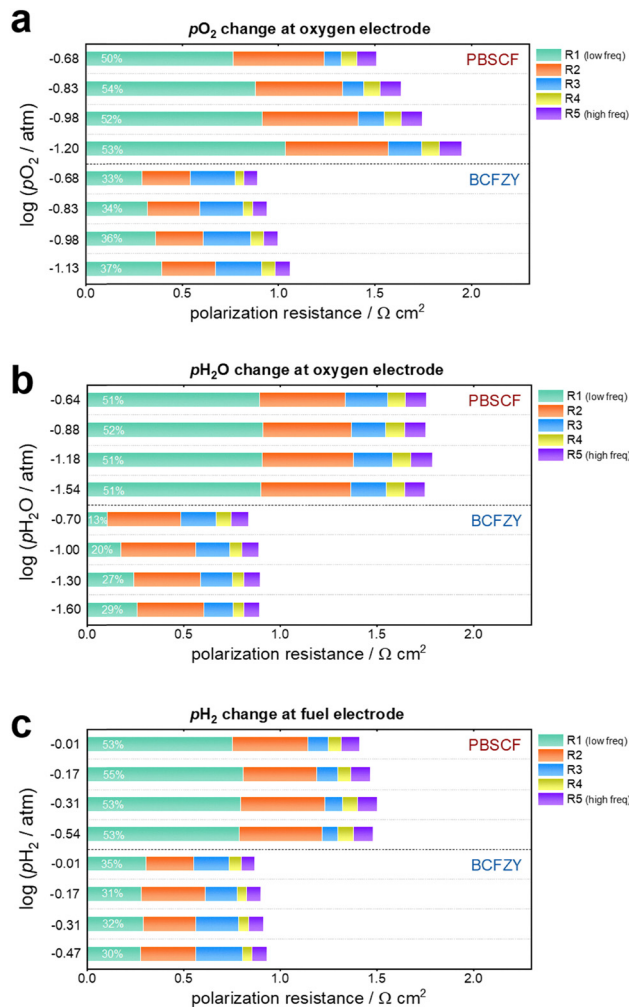 a
pO₂ change at oxygen electrode
log (pO₂ / atm)
-0.68 50% PBSCF
-0.83 54%
-0.98 52%
-1.20 53%
-0.68 33% BCFZY
-0.83 34%
-0.98 36%
-1.13 37%
0.0 0.5 1.0 1.5 2.0
polarization resistance / Ω cm²
R1 (low freq)
R2
R3
R4
R5 (high freq)
b
pH₂O change at oxygen electrode
log (pH₂O / atm)
-0.64 51% PBSCF
-0.88 52%
-1.18 51%
-1.54 51%
-0.70 13% BCFZY
-1.00 20%
-1.30 27%
-1.60 29%
0.0 0.5 1.0 1.5 2.0
polarization resistance / Ω cm²
R1 (low freq)
R2
R3
R4
R5 (high freq)
c
pH₂ change at fuel electrode
log (pH₂ / atm)
-0.01 53% PBSCF
-0.17 55%
-0.31 53%
-0.54 53%
-0.01 35% BCFZY
-0.17 31%
-0.31 32%
-0.47 30%
0.0 0.5 1.0 1.5 2.0
polarization resistance / Ω cm²
R1 (low freq)
R2
R3
R4
R5 (high freq)